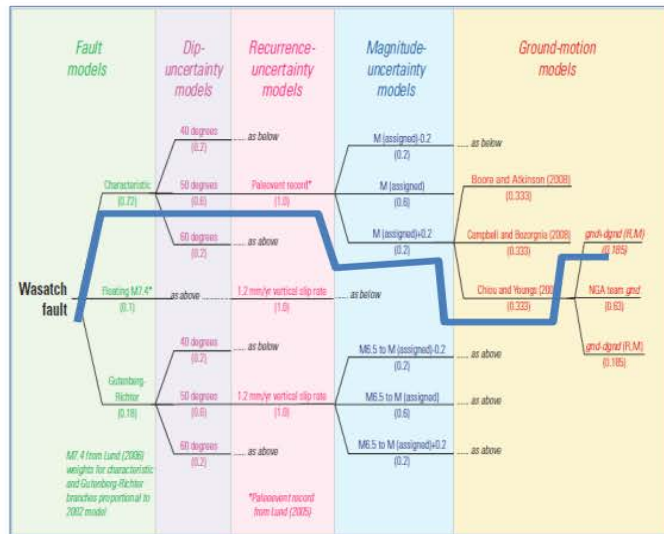 Fault
models
Dip-
uncertainty
models
Recurrence-
uncertainty
models
Magnitude-
uncertainty
models
Ground-motion
models
Wasatch
fault
Characteristic
(0.72)
Floating M7.4*
(0.1)
Gutenberg-
Richter
(0.18)
M7.4 from Lund (2006)
weights for characteristic
and Gutenberg-Richter
branches proportional to
2002 model
40 degrees
(0.2)
..... as below
50 degrees
(0.6)
60 degrees
(0.2)
..... as above
as above
40 degrees
(0.2)
..... as below
50 degrees
(0.6)
60 degrees
(0.2)
..... as above
Paleoevent record*
(1.0)
1.2 mm/yr vertical slip rate
(1.0)
..... as below
1.2 mm/yr vertical slip rate
(1.0)
*Paleoevent record
from Lund (2005)
M (assigned)-0.2
(0.2)
..... as below
M (assigned)
(0.6)
M (assigned)+0.2
(0.2)
M6.5 to M (assigned)-0.2
(0.2)
..... as above
M6.5 to M (assigned)
(0.6)
..... as above
M6.5 to M (assigned)+0.2
(0.2)
..... as above
Boore and Atkinson (2008)
(0.333)
Campbell and Bozorgnia (2008)
(0.333)
Chiou and Youngs
(0.333)
(R,M)
(0.185)
NGA team gnd
(0.63)
gnd-dgnd (R,M)
(0.185)